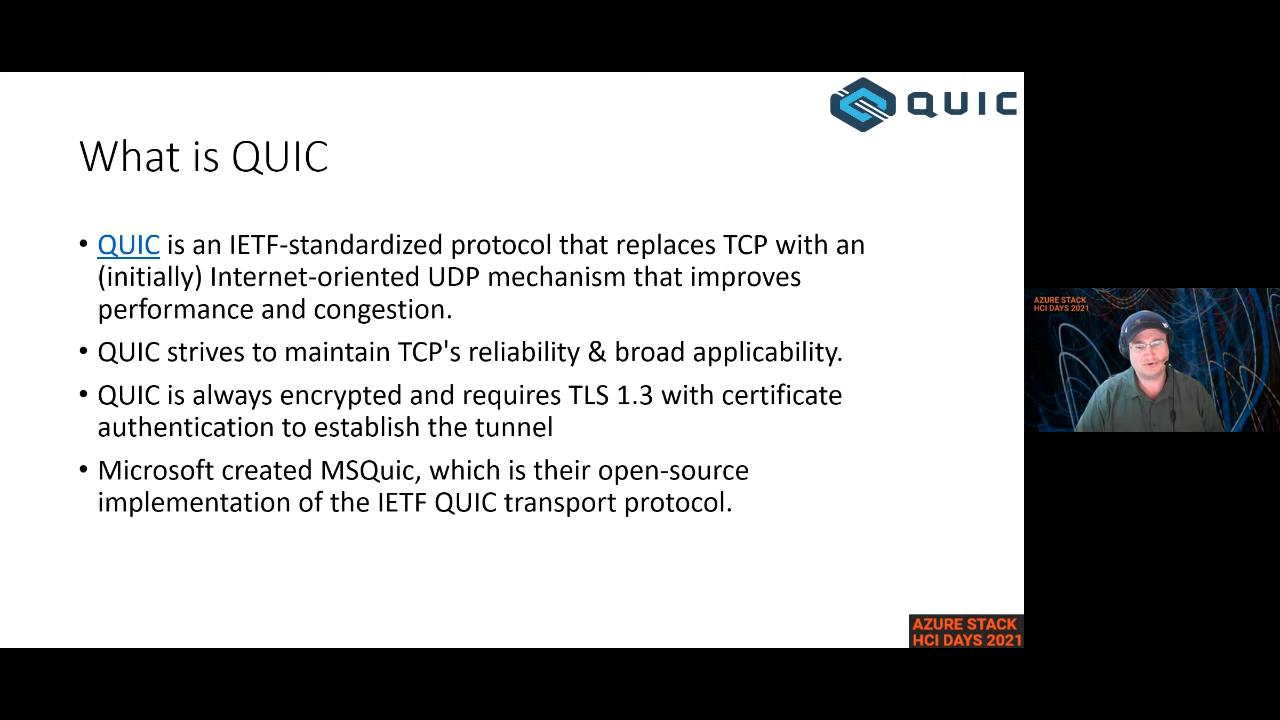 QUIC
What is QUIC
• QUIC is an IETF-standardized protocol that replaces TCP with an
(initially) Internet-oriented UDP mechanism that improves
performance and congestion.
• QUIC strives to maintain TCP's reliability & broad applicability.
• QUIC is always encrypted and requires TLS 1.3 with certificate
authentication to establish the tunnel
• Microsoft created MSQuic, which is their open-source
implementation of the IETF QUIC transport protocol.
AZURE STACK
HCI DAYS 2021
AZURE STACK
HCI DAYS 2021